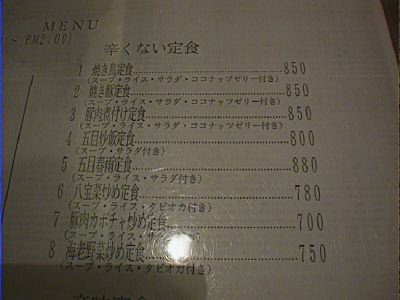 MENU
~ PM2:00)
辛くない定食
1 焼き鳥定食 850
(スープ・ライス・サラダ・ココナッツゼリー付き)
2 焼き豚定食 850
(スープ・ライス・サラダ・ココナッツゼリー付き)
3 豚肉煮付け定食 850
(スープ・ライス・サラダ・ココナッツゼリー付き)
4 五目炒飯定食 800
(スープ・サラダ付き)
5 五目春雨定食 880
(スープ・ライス・サラダ付き)
6 八宝菜炒め定食 780
(スープ・ライス・タピオカ付き)
7 豚肉カボチャ炒め定食 700
(スープ・ライス・サ
8 海老野菜炒め定食 750
(スープ・ライス・タピオカ付き)